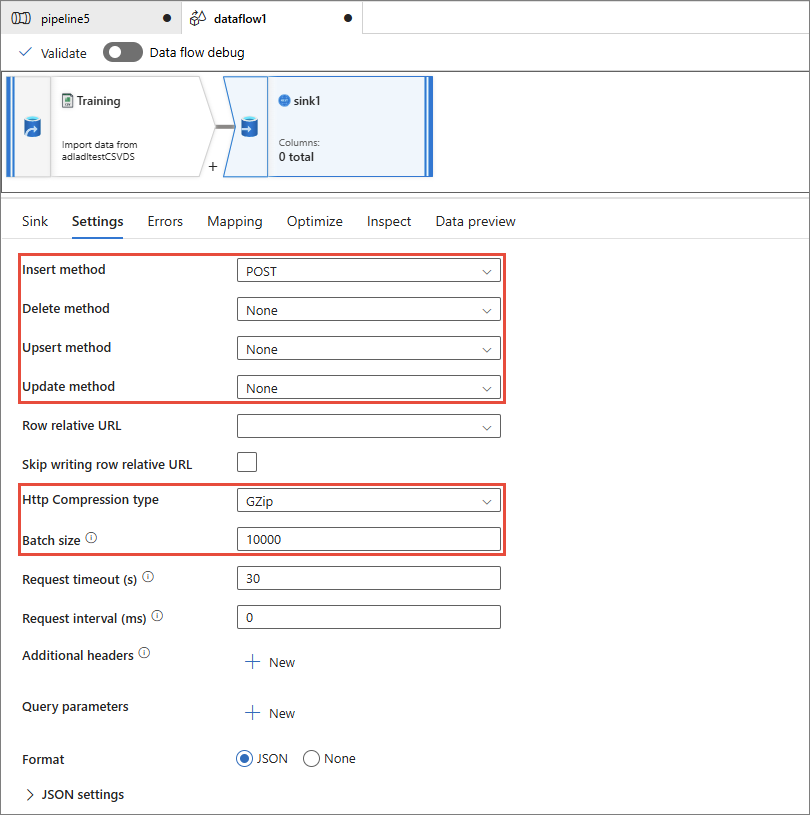 pipeline5
dataflow1
Validate
Data flow debug
Training
Import data from
adladltestCSVDS
+
sink1
Columns:
0 total
Sink
Settings
Errors
Mapping
Optimize
Inspect
Data preview
Insert method
POST
Delete method
None
Upsert method
None
Update method
None
Row relative URL
Skip writing row relative URL
Http Compression type
GZip
Batch size
10000
Request timeout (s)
30
Request interval (ms)
0
Additional headers
New
Query parameters
New
Format
JSON
None
JSON settings